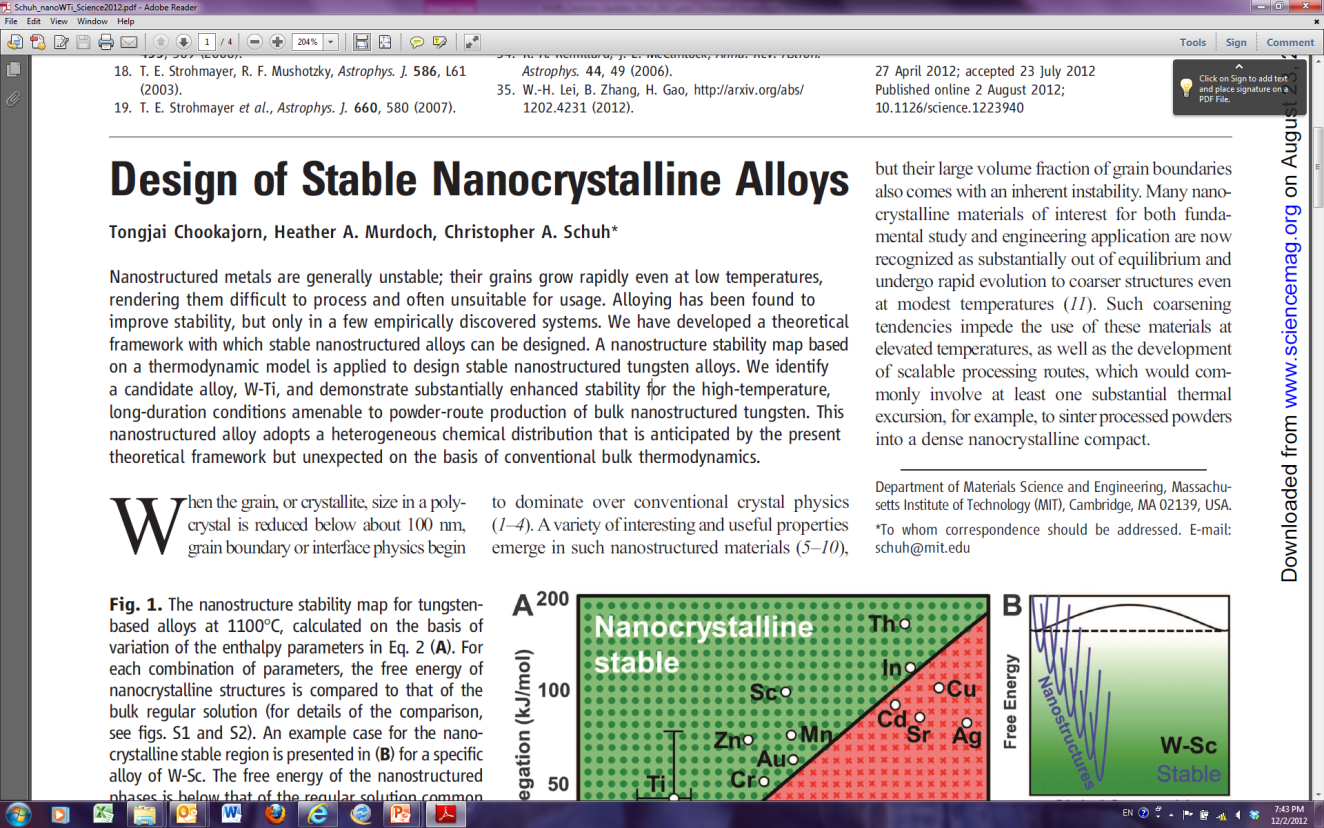 Schuh_nanoWTi_Science2012.pdf - Adobe Reader
File Edit View Window Help
1 / 4
204%
Tools Sign Comment
18. T. E. Strohmayer, R. F. Mushotzky, Astrophys. J. 586, L61
(2003).
19. T. E. Strohmayer et al., Astrophys. J. 660, 580 (2007).
Astrophys. 44, 49 (2006).
35. W.-H. Lei, B. Zhang, H. Gao, http://arxiv.org/abs/
1202.4231 (2012).
27 April 2012; accepted 23 July 2012
Published online 2 August 2012;
10.1126/science.1223940
Click on Sign to add text
and place signature on a
PDF File.
Design of Stable Nanocrystalline Alloys
Tongjai Chookajorn, Heather A. Murdoch, Christopher A. Schuh*
Nanostructured metals are generally unstable; their grains grow rapidly even at low temperatures,
rendering them difficult to process and often unsuitable for usage. Alloying has been found to
improve stability, but only in a few empirically discovered systems. We have developed a theoretical
framework with which stable nanostructured alloys can be designed. A nanostructure stability map based
on a thermodynamic model is applied to design stable nanostructured tungsten alloys. We identify
a candidate alloy, W-Ti, and demonstrate substantially enhanced stability for the high-temperature,
long-duration conditions amenable to powder-route production of bulk nanostructured tungsten. This
nanostructured alloy adopts a heterogeneous chemical distribution that is anticipated by the present
theoretical framework but unexpected on the basis of conventional bulk thermodynamics.
When the grain, or crystallite, size in a poly-
crystal is reduced below about 100 nm,
grain boundary or interface physics begin
to dominate over conventional crystal physics
(1–4). A variety of interesting and useful properties
emerge in such nanostructured materials (5–10),
but their large volume fraction of grain boundaries
also comes with an inherent instability. Many nano-
crystalline materials of interest for both funda-
mental study and engineering application are now
recognized as substantially out of equilibrium and
undergo rapid evolution to coarser structures even
at modest temperatures (11). Such coarsening
tendencies impede the use of these materials at
elevated temperatures, as well as the development
of scalable processing routes, which would com-
monly involve at least one substantial thermal
excursion, for example, to sinter processed powders
into a dense nanocrystalline compact.
Department of Materials Science and Engineering, Massachu-
setts Institute of Technology (MIT), Cambridge, MA 02139, USA.
*To whom correspondence should be addressed. E-mail:
schuh@mit.edu
Downloaded from www.sciencemag.org on August 23, 2
Fig. 1. The nanostructure stability map for tungsten-
based alloys at 1100°C, calculated on the basis of
variation of the enthalpy parameters in Eq. 2 (A). For
each combination of parameters, the free energy of
nanocrystalline structures is compared to that of the
bulk regular solution (for details of the comparison,
see figs. S1 and S2). An example case for the nano-
crystalline stable region is presented in (B) for a specific
alloy of W-Sc. The free energy of the nanostructured
phases is below that of the regular solution common
A
200
100
50
egation (kJ/mol)
Nanocrystalline
stable
Th
In
Cu
Sc
Cd
Sr
Ag
Zn
Mn
Au
Ti
Cr
B
Free Energy
Nanostructures
W-Sc
Stable
EN
7:43 PM
12/2/2012